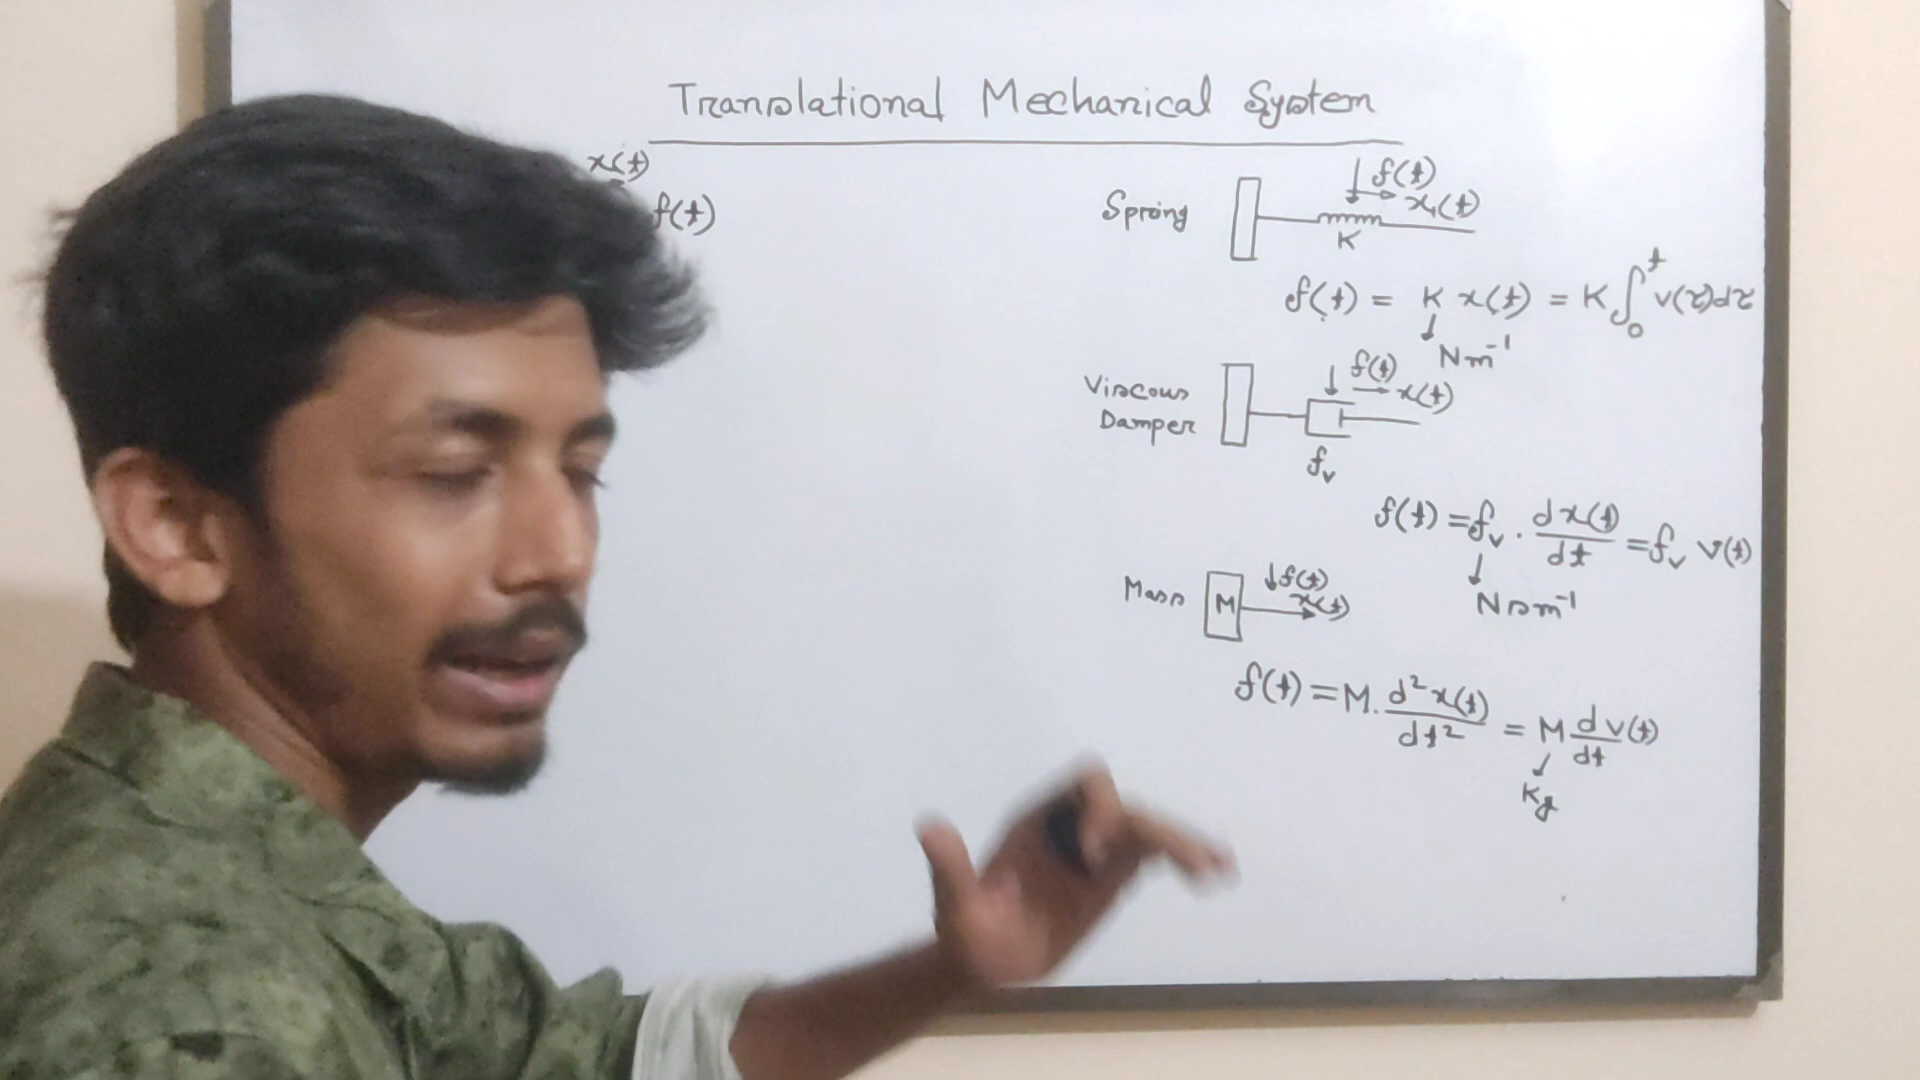 Translational Mechanical System
x(t)
f(t)
Spring
f(t)
x(t)
K
f(t) = K x(t) = K∫₀ᵗ v(τ)dτ
Nm⁻¹
Viscous
Damper
f(t)
x(t)
fᵥ
f(t) = fᵥ . dx(t)/dt = fᵥ v(t)
Nsm⁻¹
Mass
M
f(t)
x(t)
f(t) = M. d²x(t)/dt² = M dv(t)/dt
Kg